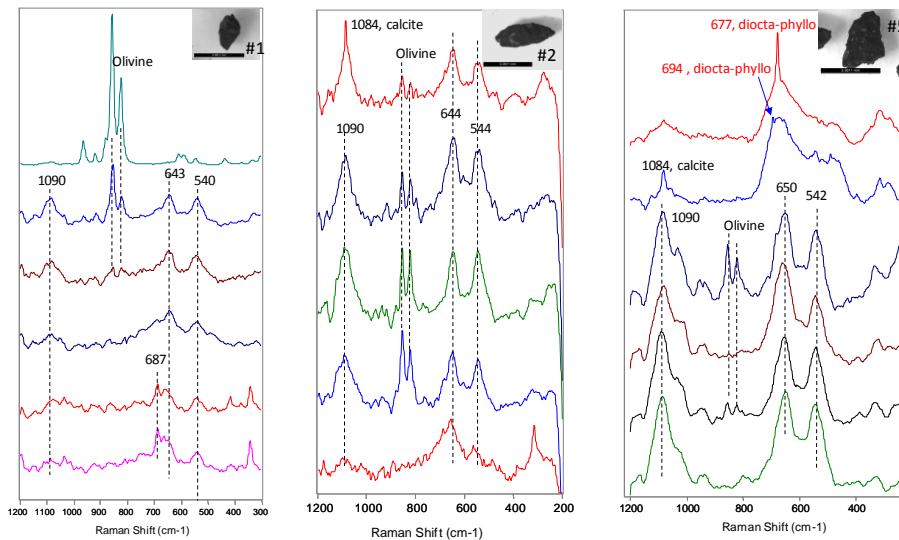 #1
Olivine
1090
643
540
687
1200 1100 1000 900 800 700 600 500 400 300
Raman Shift (cm-1)
#2
1084, calcite
Olivine
1090
644
544
1200 1000 800 600 400 200
Raman Shift (cm-1)
677, diocta-phyllo
694 , diocta-phyllo
1084, calcite
1090
Olivine
650
542
1200 1000 800 600 400
Raman Shift (cm-1)